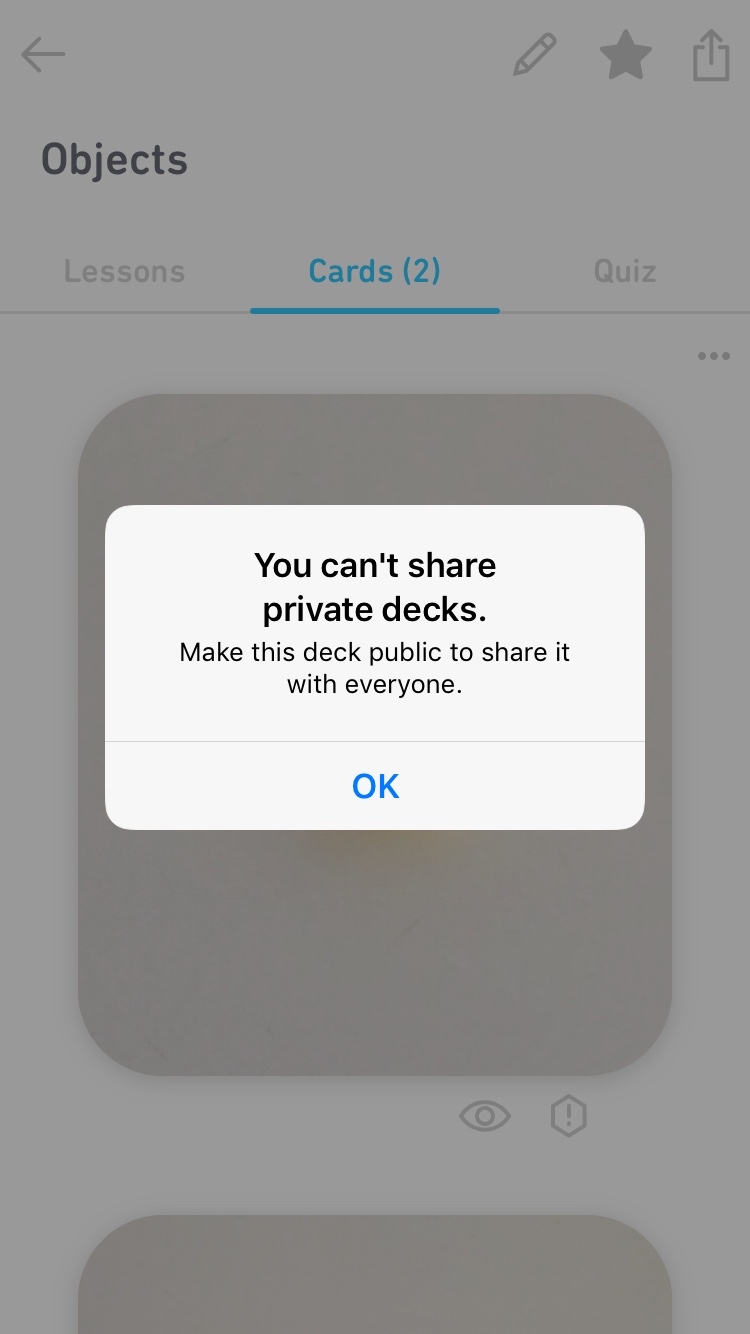 Objects
Lessons Cards (2) Quiz
You can't share
private decks.
Make this deck public to share it
with everyone.
OK